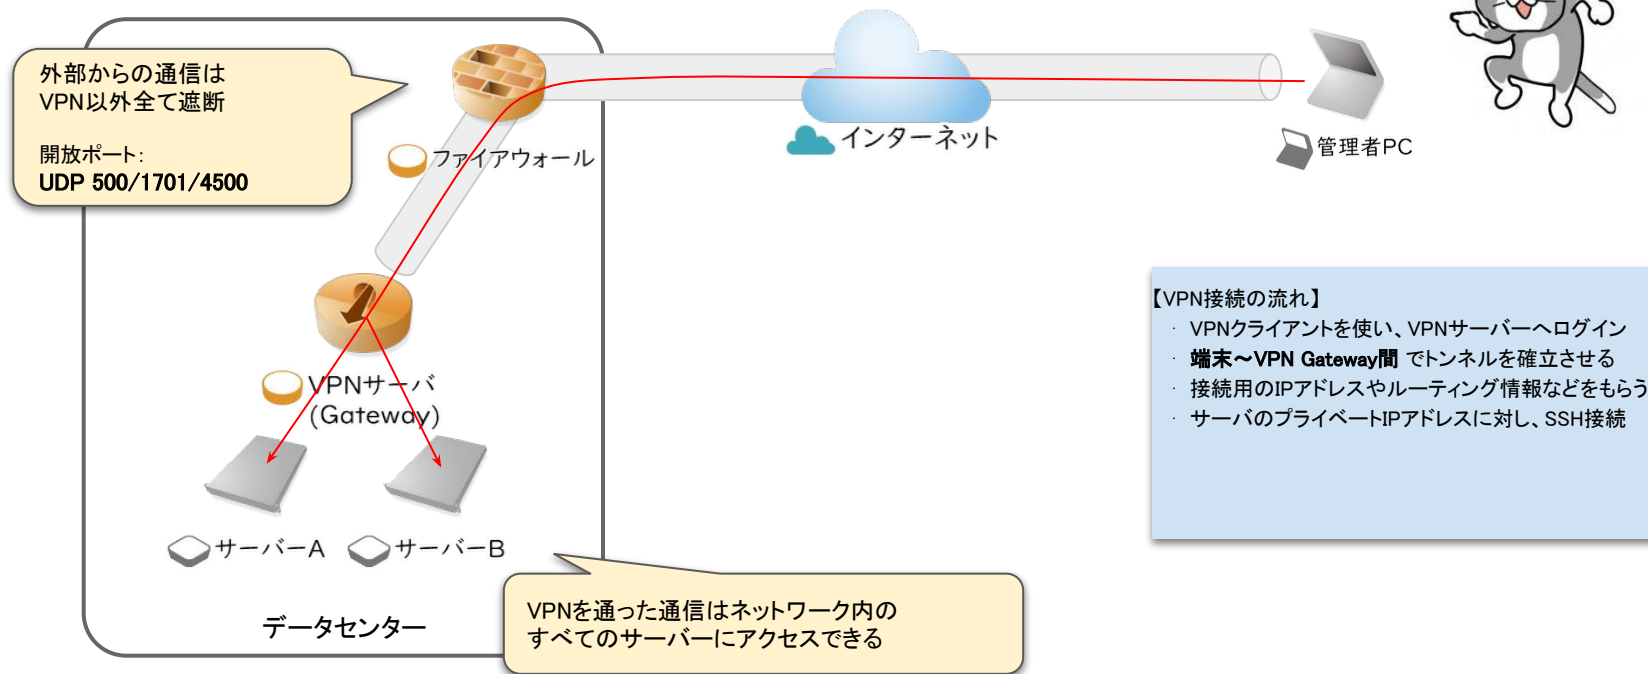 外部からの通信は
VPN以外全て遮断
開放ポート:
UDP 500/1701/4500
ファイアウォール
インターネット
管理者PC
VPNサーバ
(Gateway)
サーバーA
サーバーB
データセンター
VPNを通った通信はネットワーク内の
すべてのサーバーにアクセスできる
【VPN接続の流れ】
· VPNクライアントを使い、VPNサーバーへログイン
· 端末～VPN Gateway間 でトンネルを確立させる
· 接続用のIPアドレスやルーティング情報などをもらう
· サーバのプライベートIPアドレスに対し、SSH接続